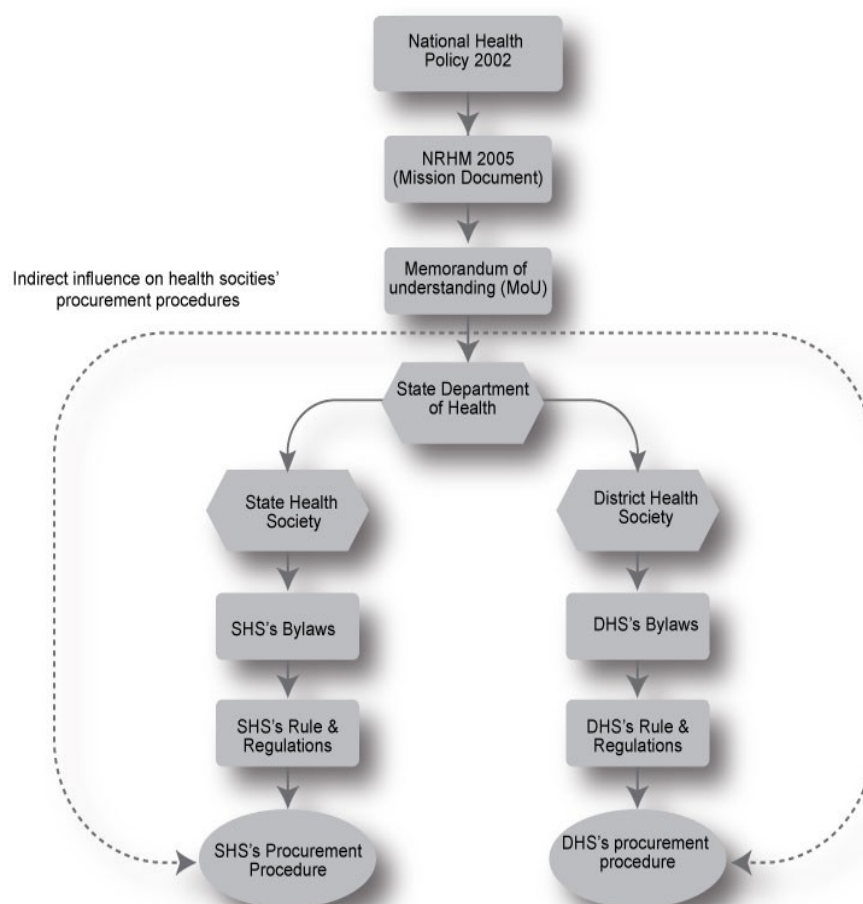 National Health
Policy 2002
NRHM 2005
(Mission Document)
Memorandum of
understanding (MoU)
Indirect influence on health socities’
procurement procedures
State Department
of Health
State Health
Society
District Health
Society
SHS's Bylaws
DHS's Bylaws
SHS's Rule &
Regulations
DHS's Rule &
Regulations
SHS's Procurement
Procedure
DHS's procurement
procedure